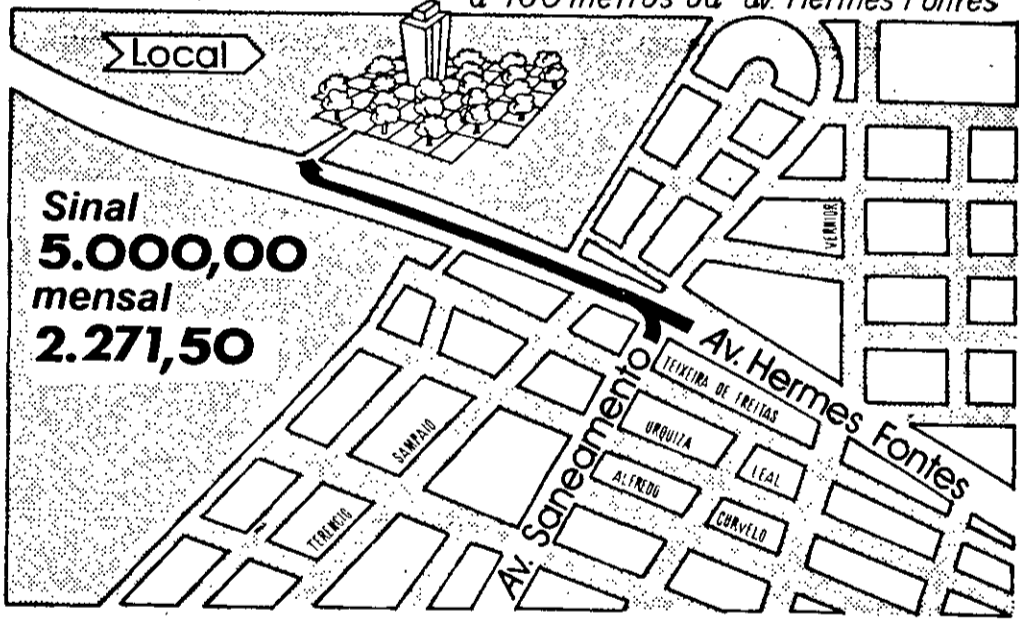 a 100 metros da av. Hermes Fontes
Local
Sinal
5.000,00
mensal
2.271,50
Av. Hermes Fontes
Av. Saneamento
TEIXEIRA DE FREITAS
URQUIZA
LEAL
ALFREDO
CURVELO
SAMPAIO
TERENCIO